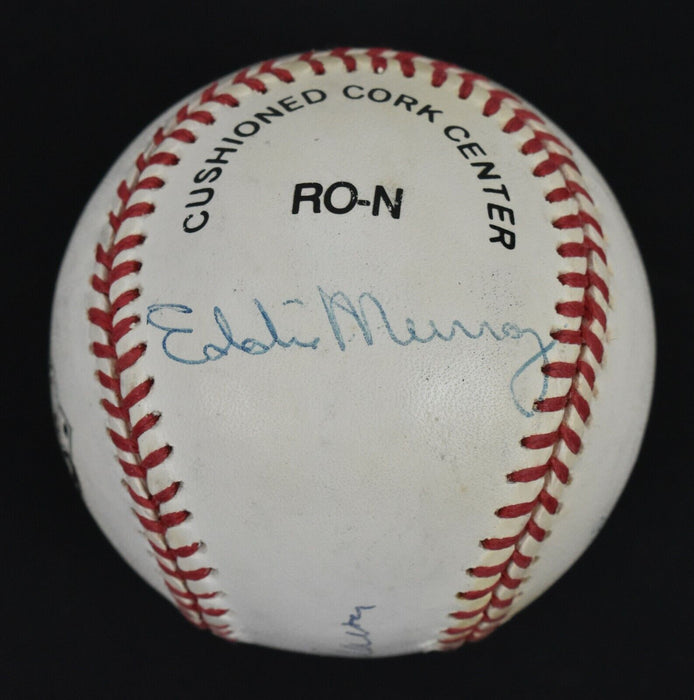 CUSHIONED CORK CENTER
RO-N
Eddie Murray